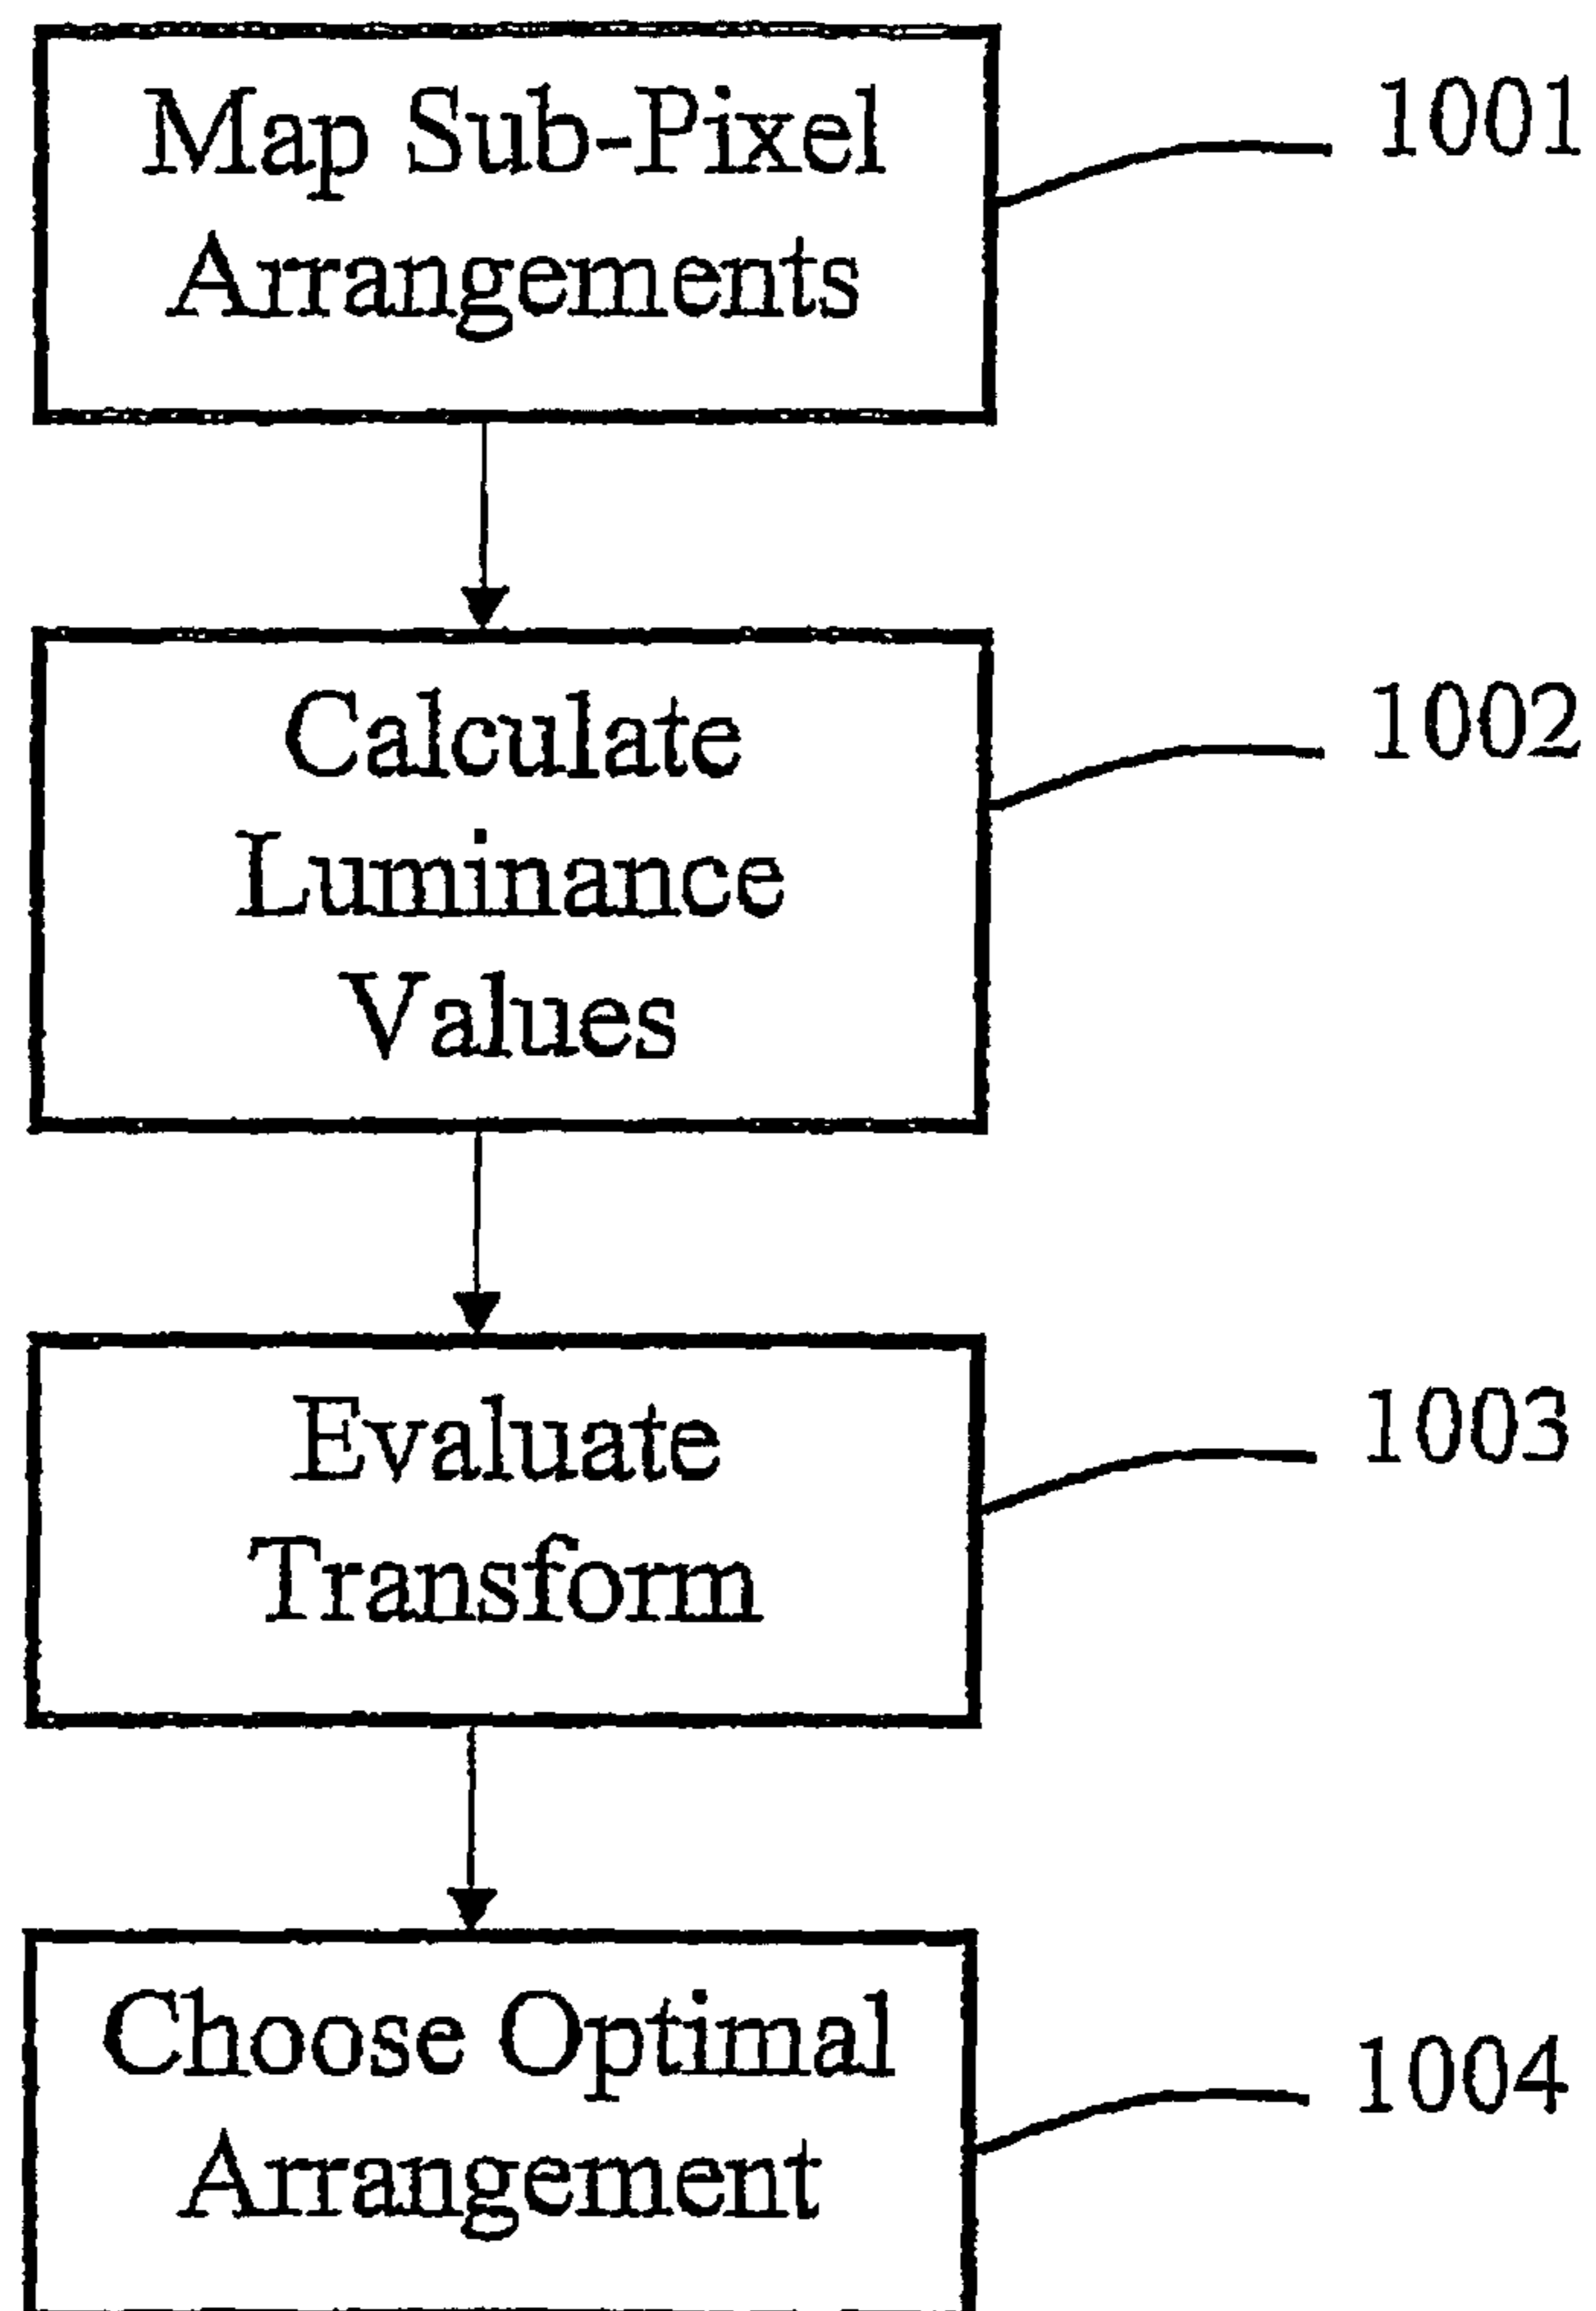 Map Sub-Pixel
Arrangements
1001
Calculate
Luminance
Values
1002
Evaluate
Transform
1003
Choose Optimal
Arrangement
1004